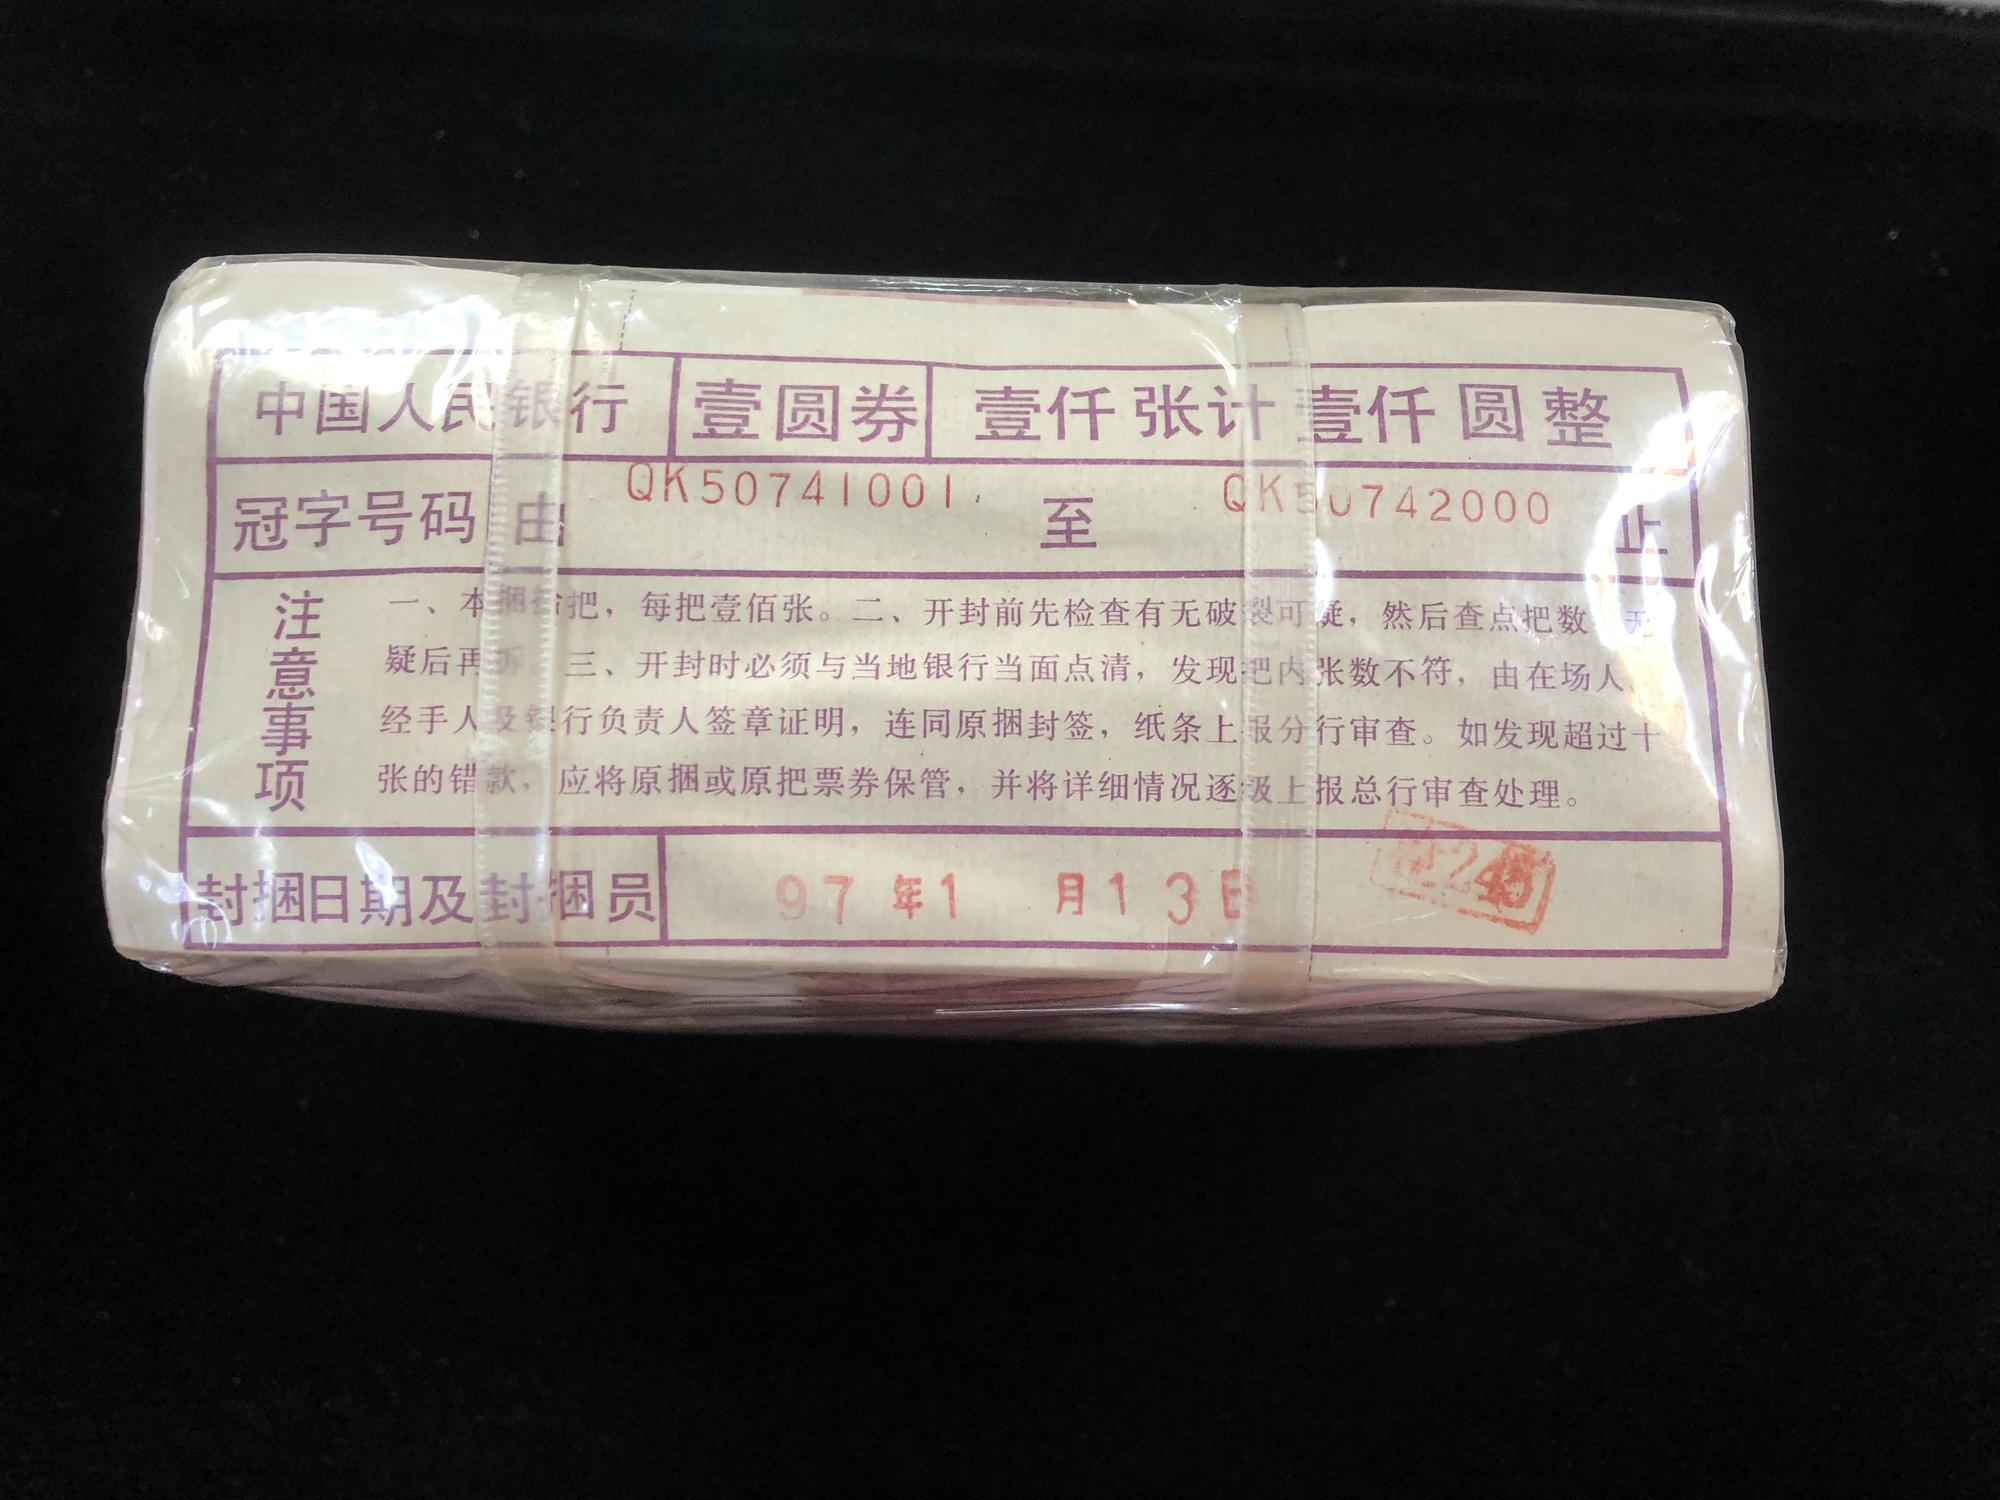 中国人民银行 壹圆券 壹仟张计壹仟圆整
冠字号码 由 QK50741001 至 QK50742000 止
注意事项
一、本捆拾把，每把壹佰张。二、开封前先检查有无破裂可疑，然后查点把数 无
疑后再拆。三、开封时必须与当地银行当面点清，发现把内张数不符，由在场人、
经手人及银行负责人签章证明，连同原捆封签，纸条上报分行审查。如发现超过十
张的错款，应将原捆或原把票券保管，并将详细情况逐级上报总行审查处理。
封捆日期及封捆员 97年1月13日